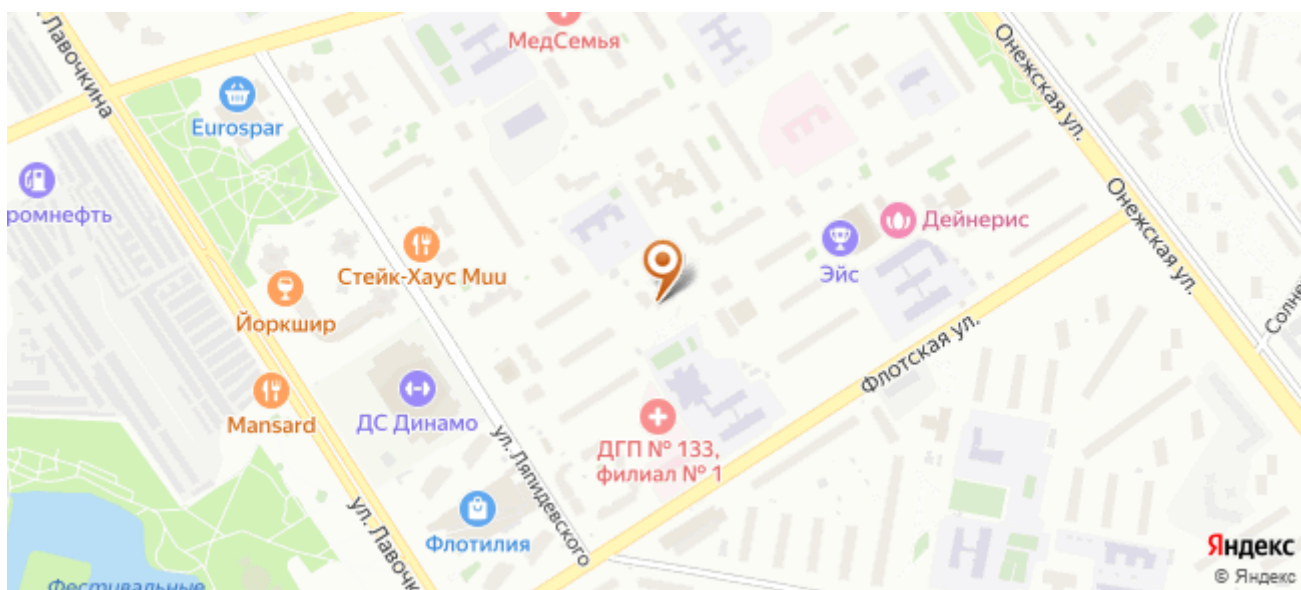 МедСемья
Лавочкина
Онежская ул.
Eurospar
ромнефть
Онежская ул.
Дейнерис
Эйс
Стейк-Хаус Muu
Йоркшир
Солне
Флотская ул.
Mansard
ДС Динамо
ДГП № 133,
филиал № 1
ул. Ляпидевского
ул. Лавочк
Флотилия
Фестивальные
Яндекс
© Яндекс